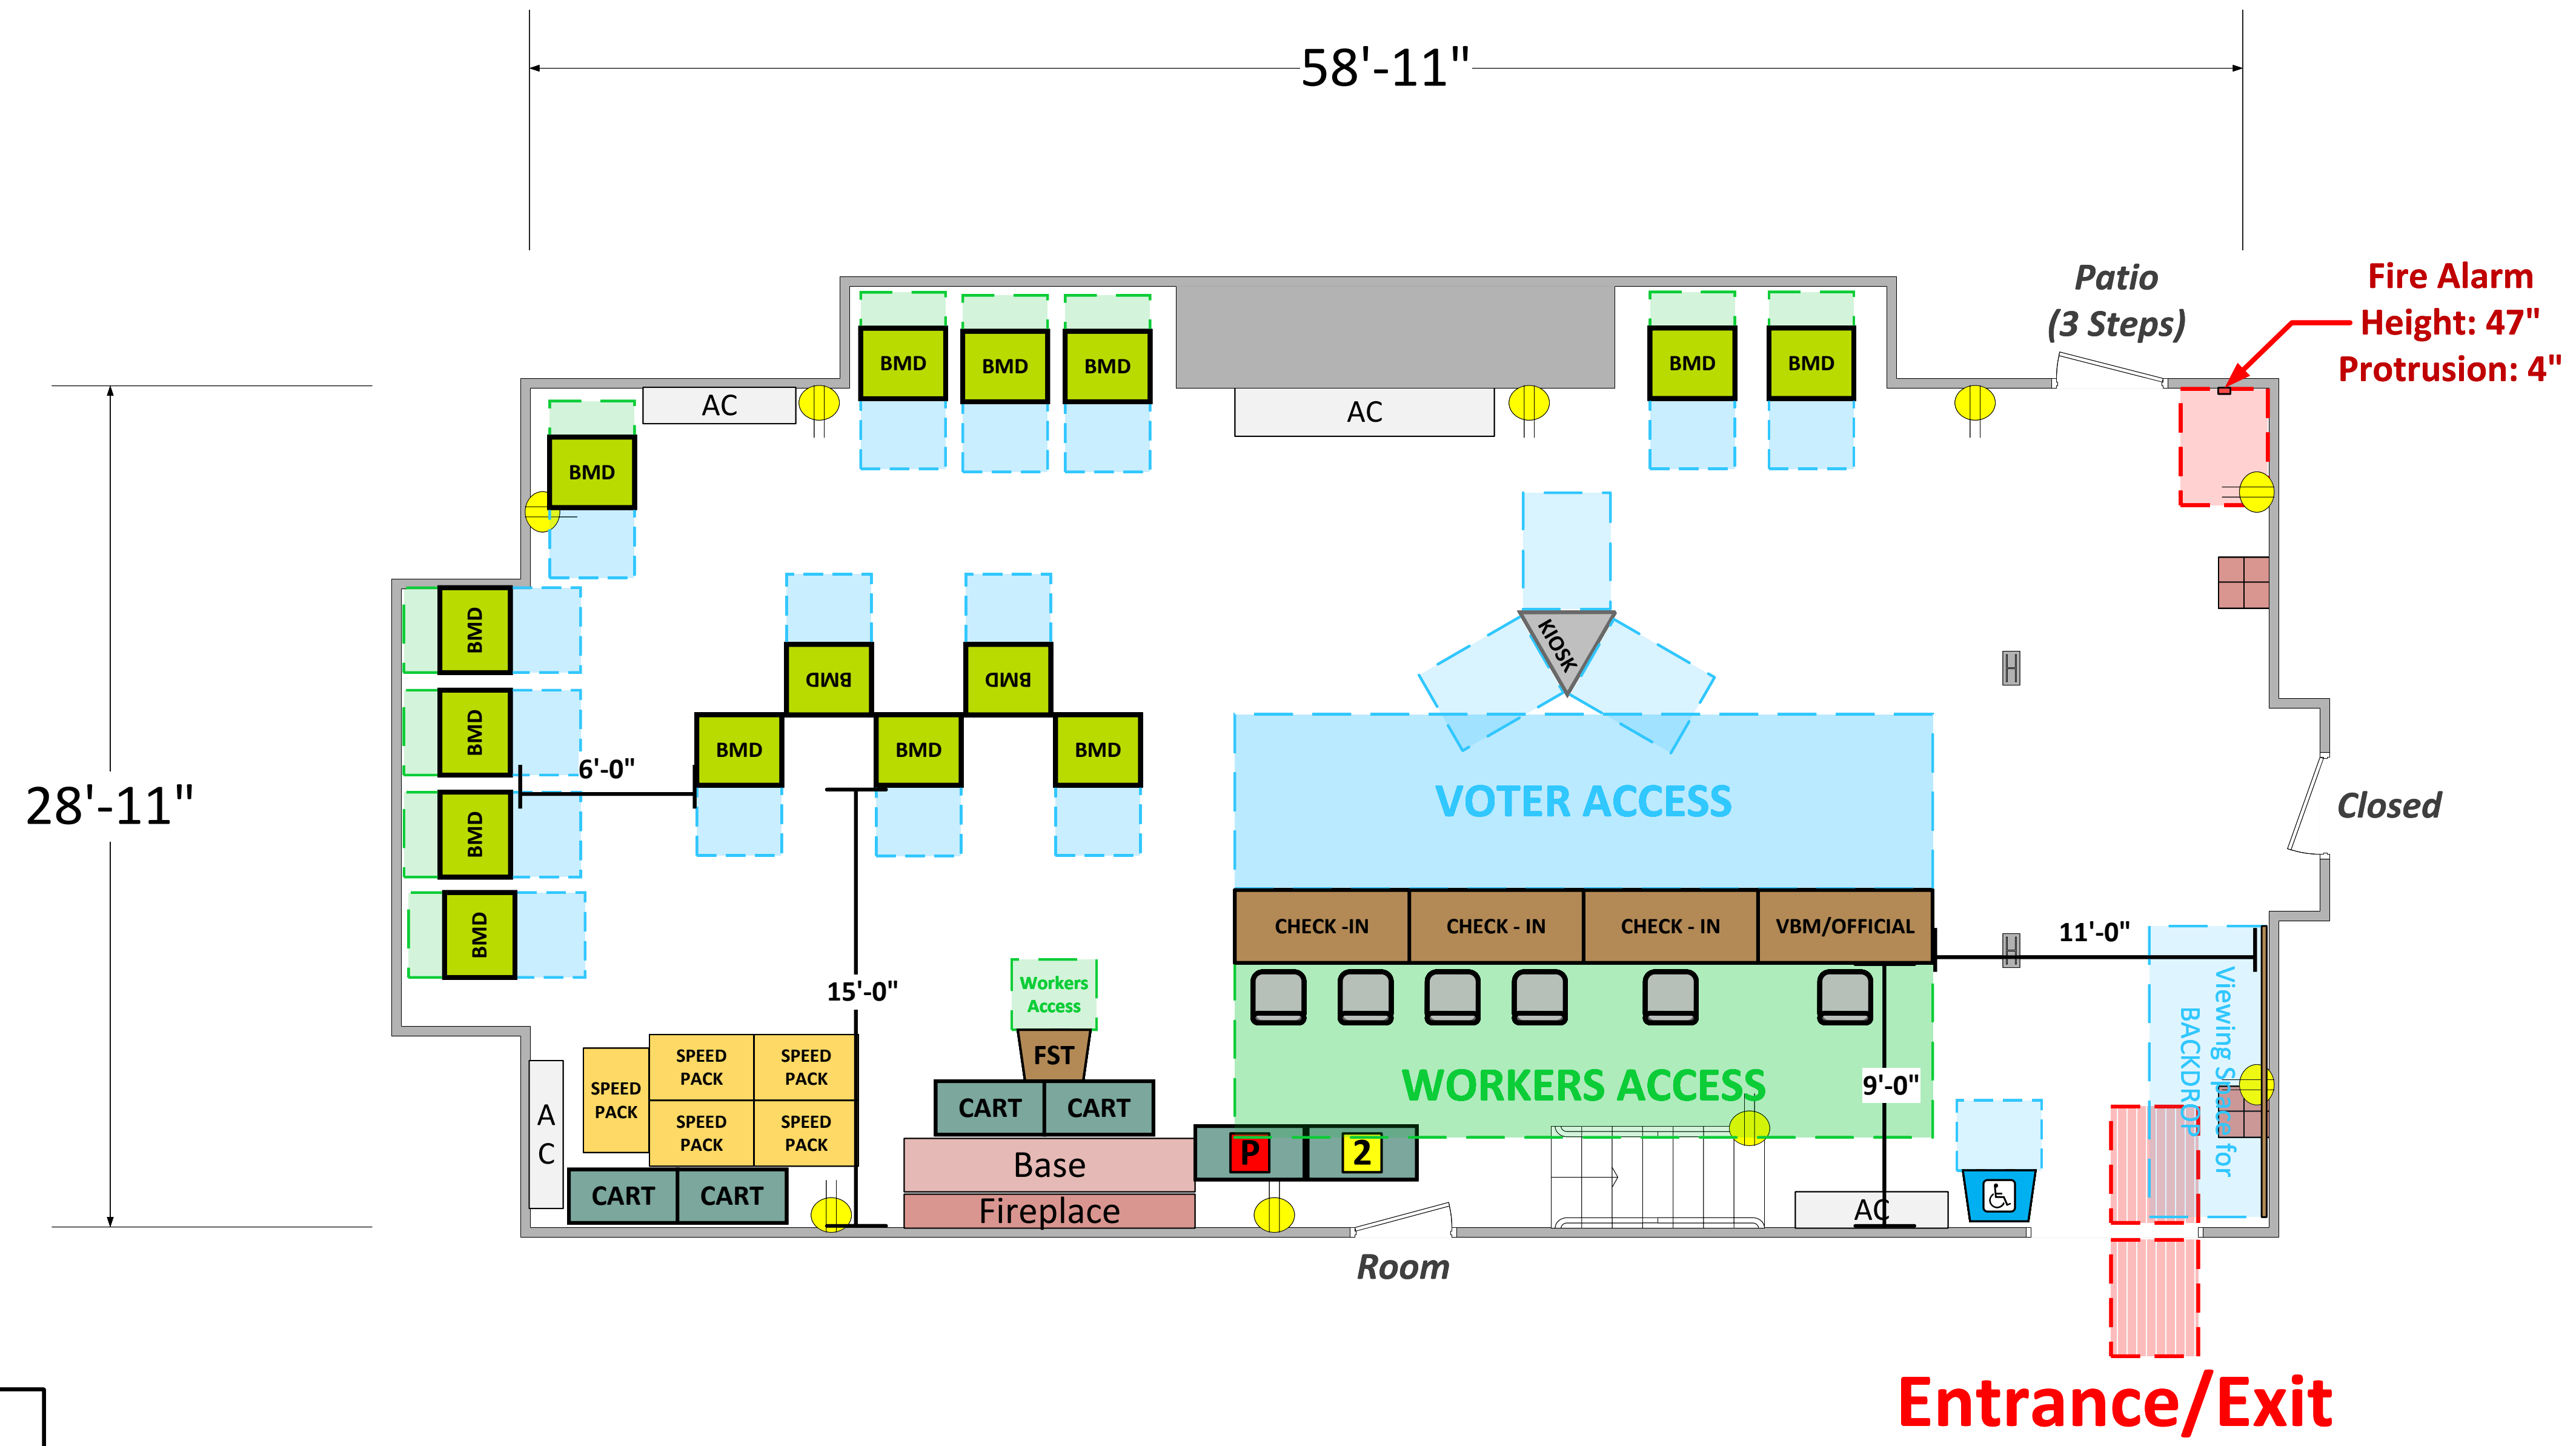 58'-11"
Patio
(3 Steps)
Fire Alarm
Height: 47"
Protrusion: 4"
BMD
BMD
BMD
BMD
BMD
AC
AC
BMD
BMD
BMD
BMD
BMD
BMD
BMD
BMD
BMD
BMD
KIOSK
H
6'-0"
28'-11"
VOTER ACCESS
Closed
CHECK -IN
CHECK - IN
CHECK - IN
VBM/OFFICIAL
H
11'-0"
15'-0"
Workers
Access
FST
Viewing Space for
BACKDROP
WORKERS ACCESS
9'-0"
A
C
SPEED
PACK
SPEED
PACK
SPEED
PACK
SPEED
PACK
SPEED
PACK
CART
CART
CART
CART
Base
Fireplace
P
2
AC
Room
Entrance/Exit